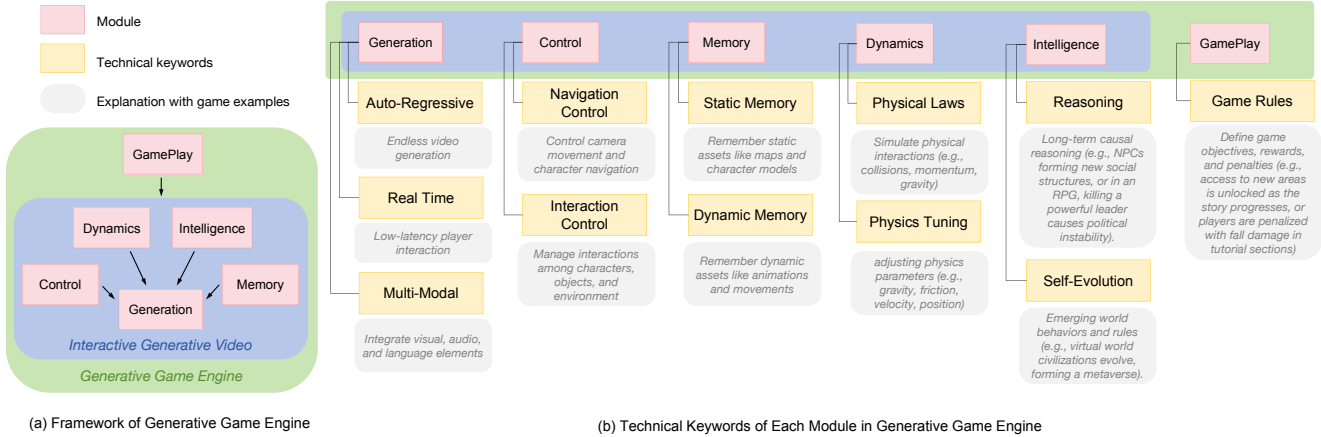 Module
Technical keywords
Explanation with game examples
GamePlay
Dynamics
Intelligence
Control
Memory
Generation
Interactive Generative Video
Generative Game Engine
(a) Framework of Generative Game Engine
Generation
Auto-Regressive
Endless video
generation
Real Time
Low-latency player
interaction
Multi-Modal
Integrate visual, audio,
and language elements
Control
Navigation
Control
Control camera
movement and
character navigation
Interaction
Control
Manage interactions
among characters,
objects, and
environment
Memory
Static Memory
Remember static
assets like maps and
character models
Dynamic Memory
Remember dynamic
assets like animations
and movements
Dynamics
Physical Laws
Simulate physical
interactions (e.g.,
collisions, momentum,
gravity)
Physics Tuning
adjusting physics
parameters (e.g.,
gravity, friction,
velocity, position)
Intelligence
Reasoning
Long-term causal
reasoning (e.g., NPCs
forming new social
structures, or in an
RPG, killing a
powerful leader
causes political
instability).
Self-Evolution
Emerging world
behaviors and rules
(e.g., virtual world
civilizations evolve,
forming a metaverse).
GamePlay
Game Rules
Define game
objectives, rewards,
and penalties (e.g.,
access to new areas
is unlocked as the
story progresses, or
players are penalized
with fall damage in
tutorial sections)
(b) Technical Keywords of Each Module in Generative Game Engine